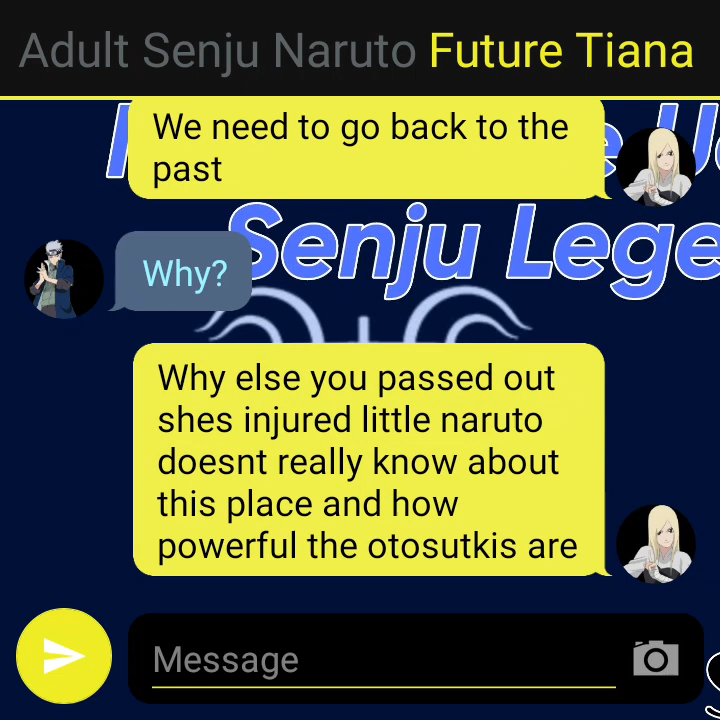 Adult Senju Naruto Future Tiana
We need to go back to the
past
Senju Lege
Why?
Why else you passed out
shes injured little naruto
doesnt really know about
this place and how
powerful the otosutkis are
Message